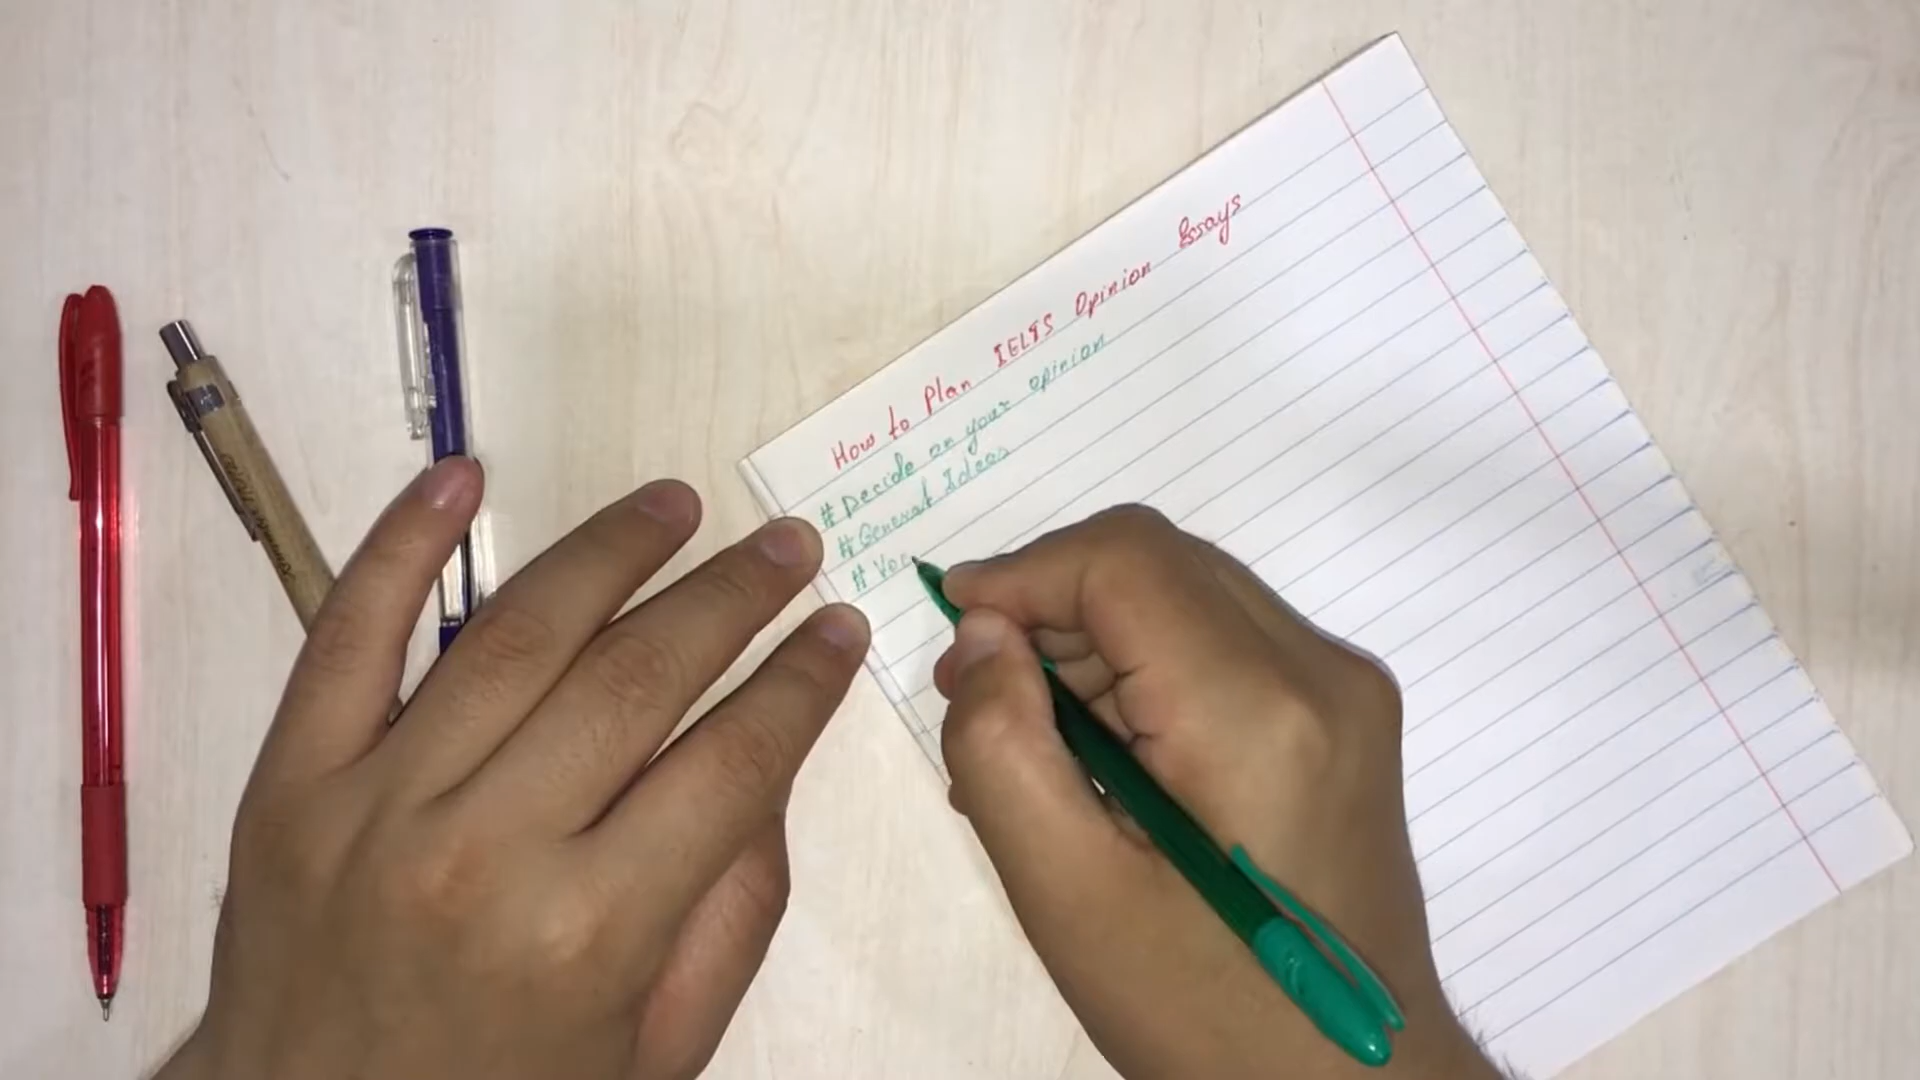 How to Plan IELTS Opinion Essays
# Decide on your opinion
# Generat Ideas
# Voc